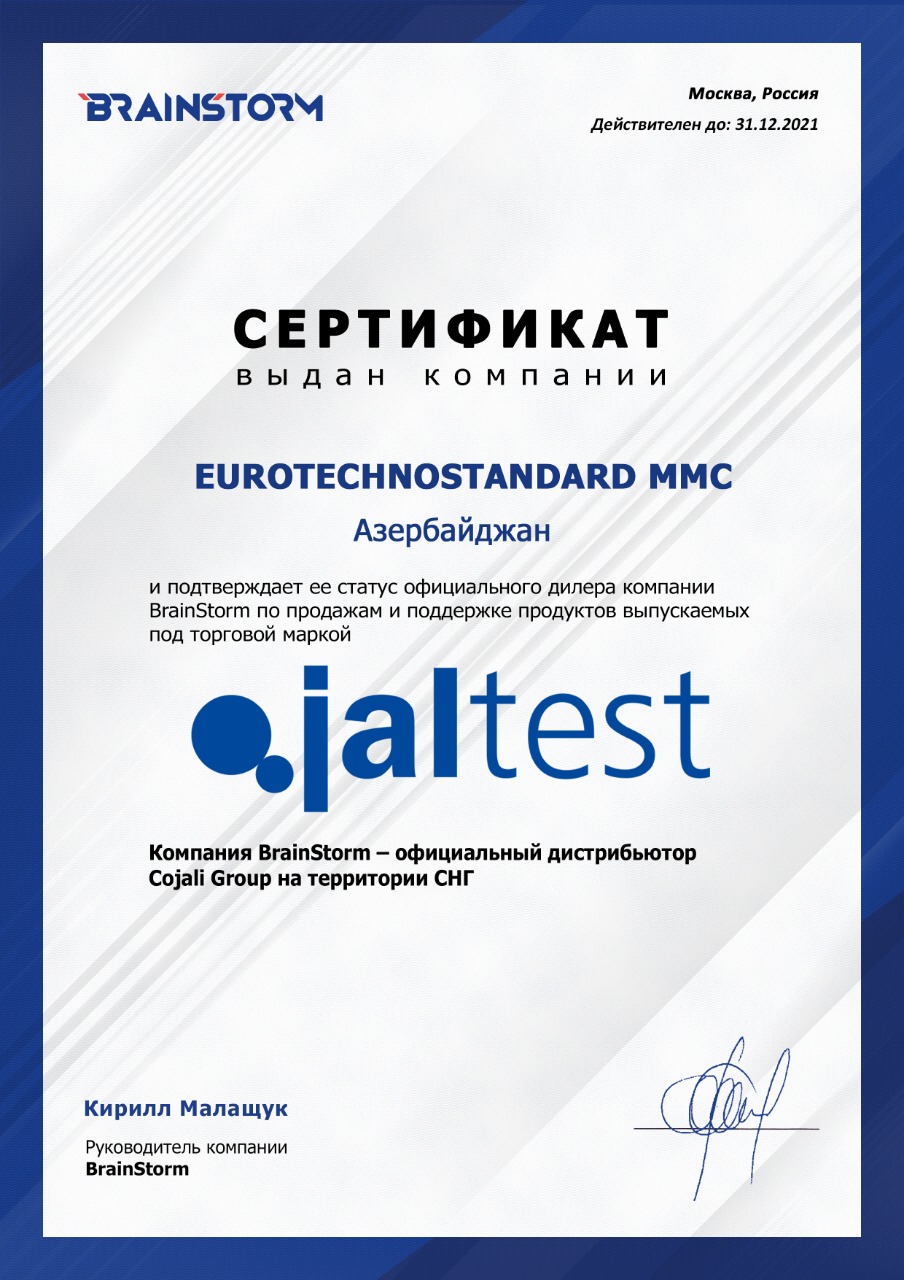 BRAINSTORM
Москва, Россия
Действителен до: 31.12.2021
СЕРТИФИКАТ
выдан компании
EUROTECHNOSTANDARD MMC
Азербайджан
и подтверждает ее статус официального дилера компании
BrainStorm по продажам и поддержке продуктов выпускаемых
под торговой маркой
jaltest
Компания BrainStorm – официальный дистрибьютор
Cojali Group на территории СНГ
Кирилл Малащук
Руководитель компании
BrainStorm